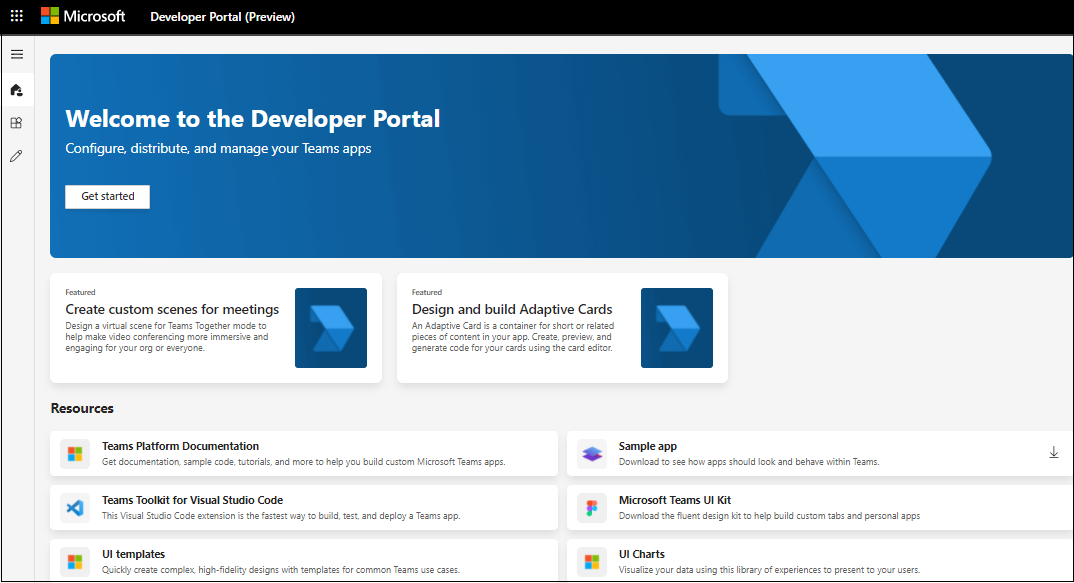 Microsoft Developer Portal (Preview)
Welcome to the Developer Portal
Configure, distribute, and manage your Teams apps
Get started
Featured
Create custom scenes for meetings
Design a virtual scene for Teams Together mode to
help make video conferencing more immersive and
engaging for your org or everyone.
Featured
Design and build Adaptive Cards
An Adaptive Card is a container for short or related
pieces of content in your app. Create, preview, and
generate code for your cards using the card editor.
Resources
Teams Platform Documentation
Get documentation, sample code, tutorials, and more to help you build custom Microsoft Teams apps.
Sample app
Download to see how apps should look and behave within Teams.
Teams Toolkit for Visual Studio Code
This Visual Studio Code extension is the fastest way to build, test, and deploy a Teams app.
Microsoft Teams UI Kit
Download the fluent design kit to help build custom tabs and personal apps
UI templates
Quickly create complex, high-fidelity designs with templates for common Teams use cases.
UI Charts
Visualize your data using this library of experiences to present to your users.